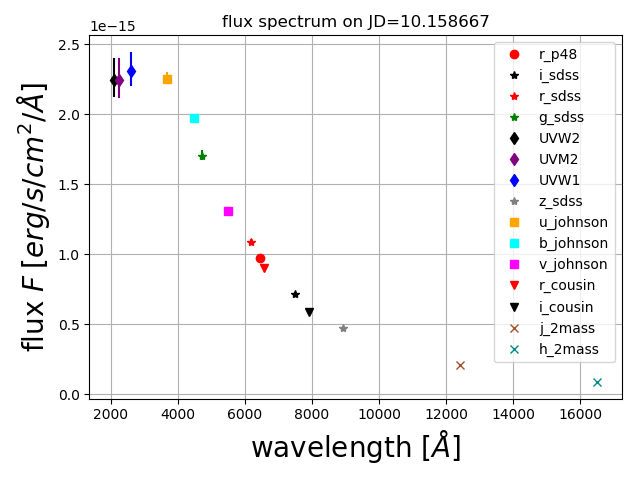 flux spectrum on JD=10.158667
1e−15
2.5
2.0
1.5
1.0
0.5
0.0
flux F [erg/s/cm²/Å]
2000 4000 6000 8000 10000 12000 14000 16000
wavelength [Å]
r_p48
i_sdss
r_sdss
g_sdss
UVW2
UVM2
UVW1
z_sdss
u_johnson
b_johnson
v_johnson
r_cousin
i_cousin
j_2mass
h_2mass